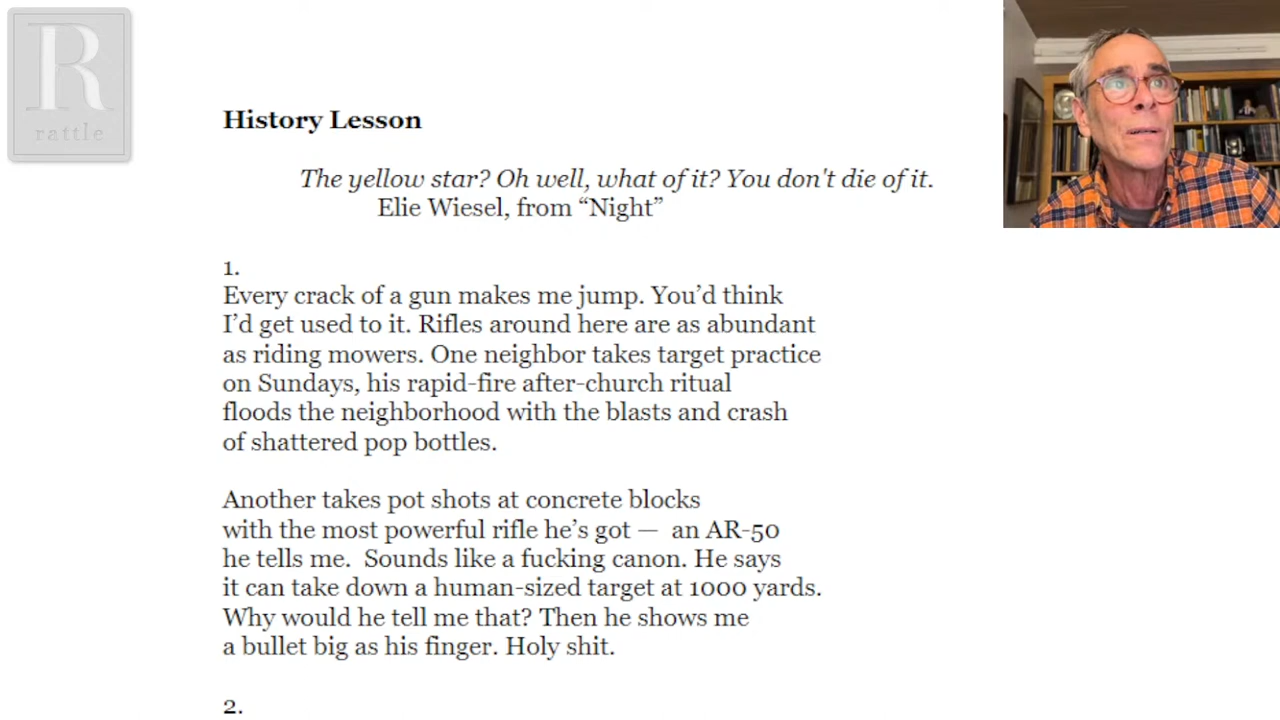 R
rattle
History Lesson
The yellow star? Oh well, what of it? You don't die of it.
Elie Wiesel, from “Night”
1.
Every crack of a gun makes me jump. You’d think
I’d get used to it. Rifles around here are as abundant
as riding mowers. One neighbor takes target practice
on Sundays, his rapid-fire after-church ritual
floods the neighborhood with the blasts and crash
of shattered pop bottles.
Another takes pot shots at concrete blocks
with the most powerful rifle he’s got — an AR-50
he tells me. Sounds like a fucking canon. He says
it can take down a human-sized target at 1000 yards.
Why would he tell me that? Then he shows me
a bullet big as his finger. Holy shit.
2.